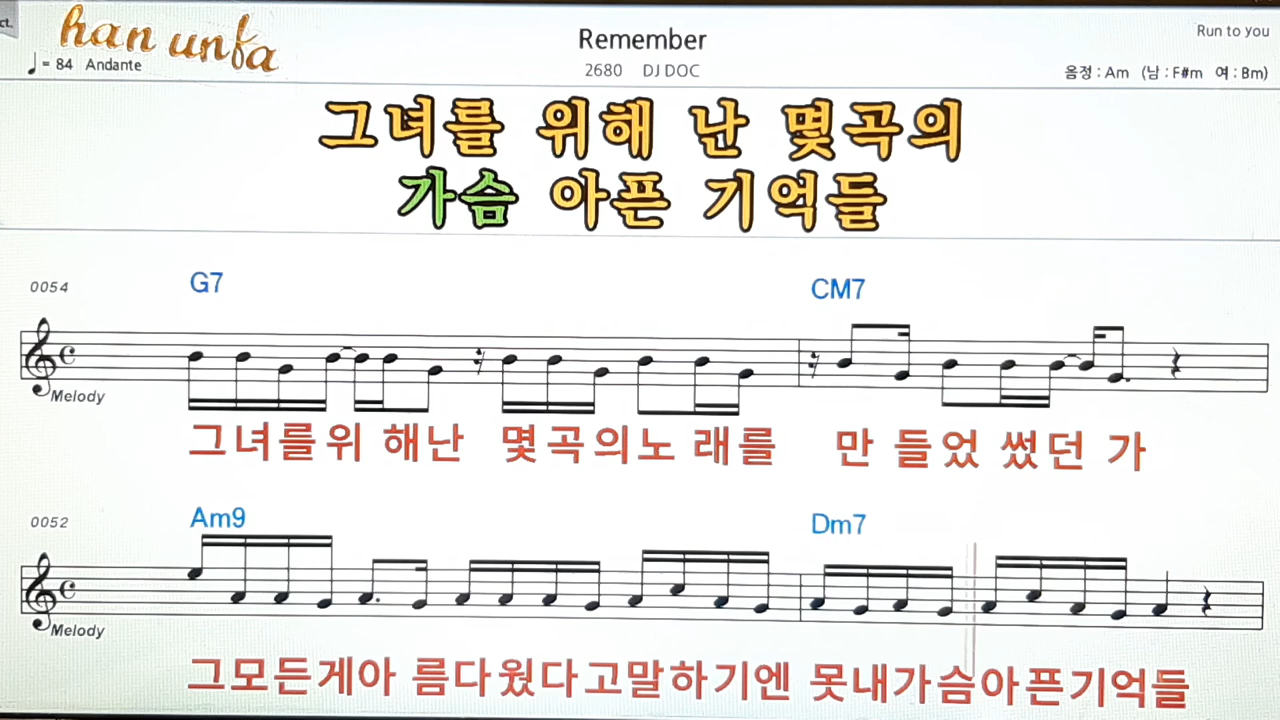 ct.
han unfa
Remember
Run to you
♩= 84 Andante
2680 DJ DOC
음정 : Am (남 : F#m 여 : Bm)
그녀를 위해 난 몇곡의
가슴 아픈 기억들
0054
G7
CM7
Melody
그녀를위 해난 몇곡의노 래를 만 들었 썼던 가
0052
Am9
Dm7
Melody
그모든게아 름다웠다고말하기엔 못내가슴아픈기억들